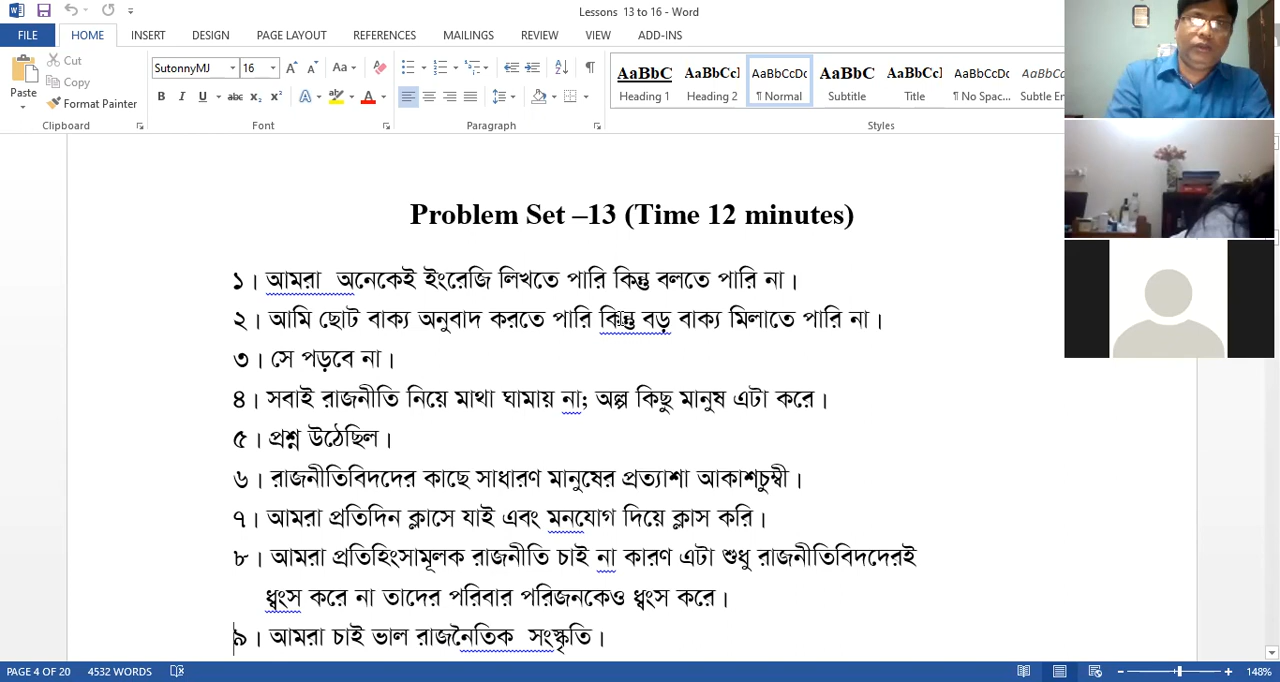 Lessons 13 to 16 - Word
FILE HOME INSERT DESIGN PAGE LAYOUT REFERENCES MAILINGS REVIEW VIEW ADD-INS
Cut
Copy
Format Painter
Paste
Clipboard
SutonnyMJ 16
Font
Paragraph
AaBbC AaBbCcI AaBbCcDc AaBbC AaBbCcI AaBbCcDc AaBbCcD
Heading 1 Heading 2 ¶ Normal Subtitle Title ¶ No Spac... Subtle Em
Styles
Problem Set –13 (Time 12 minutes)
১। আমরা অনেকেই ইংরেজি লিখতে পারি কিন্তু বলতে পারি না।
২। আমি ছোট বাক্য অনুবাদ করতে পারি কিন্তু বড় বাক্য মিলাতে পারি না।
৩। সে পড়বে না।
৪। সবাই রাজনীতি নিয়ে মাথা ঘামায় না; অল্প কিছু মানুষ এটা করে।
৫। প্রশ্ন উঠেছিল।
৬। রাজনীতিবিদদের কাছে সাধারণ মানুষের প্রত্যাশা আকাশচুম্বী।
৭। আমরা প্রতিদিন ক্লাসে যাই এবং মনযোগ দিয়ে ক্লাস করি।
৮। আমরা প্রতিহিংসামূলক রাজনীতি চাই না কারণ এটা শুধু রাজনীতিবিদদেরই
ধ্বংস করে না তাদের পরিবার পরিজনকেও ধ্বংস করে।
৯। আমরা চাই ভাল রাজনৈতিক সংস্কৃতি।
PAGE 4 OF 20 4532 WORDS 148%